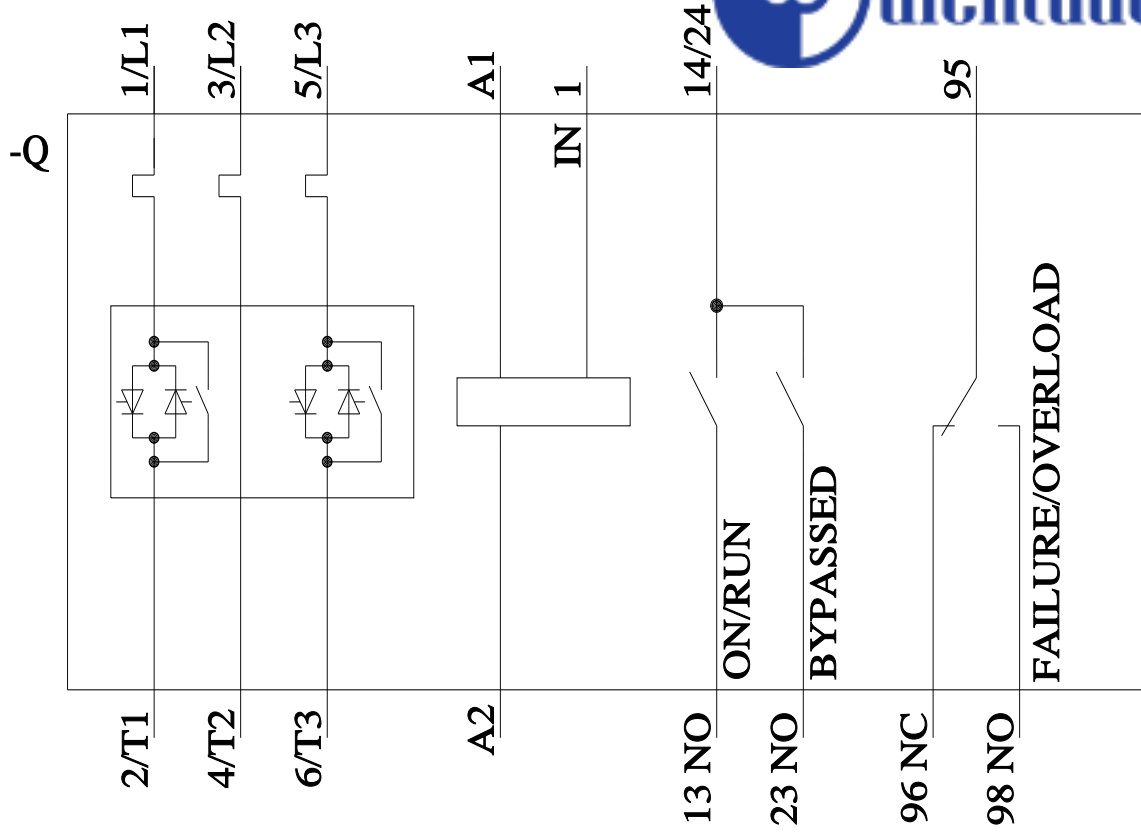 -Q
1/L1
3/L2
5/L3
A1
IN 1
14/24
95
ON/RUN
BYPASSED
FAILURE/OVERLOAD
2/T1
4/T2
6/T3
A2
13 NO
23 NO
96 NC
98 NO